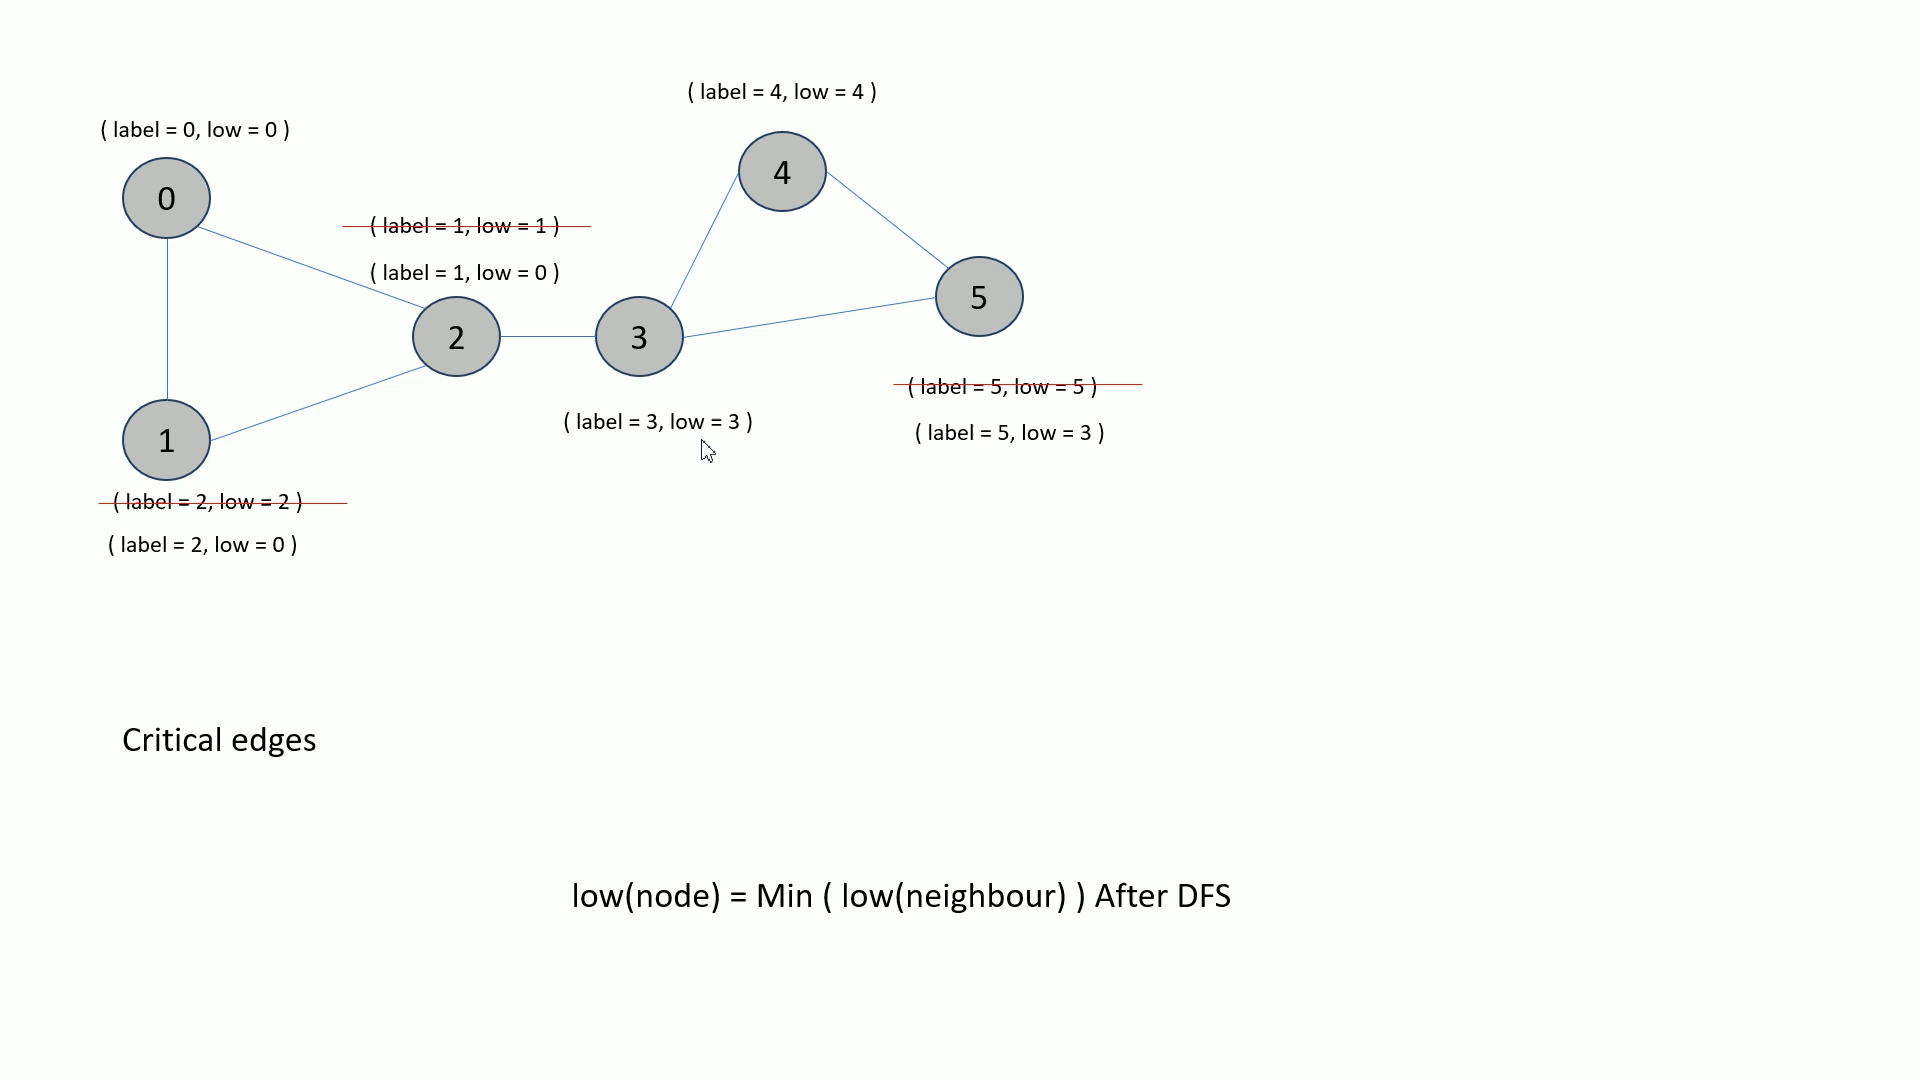 ( label = 4, low = 4 )
( label = 0, low = 0 )
4
0
( label = 1, low = 1 )
( label = 1, low = 0 )
5
2
3
( label = 5, low = 5 )
( label = 3, low = 3 )
( label = 5, low = 3 )
1
( label = 2, low = 2 )
( label = 2, low = 0 )
Critical edges
low(node) = Min ( low(neighbour) ) After DFS